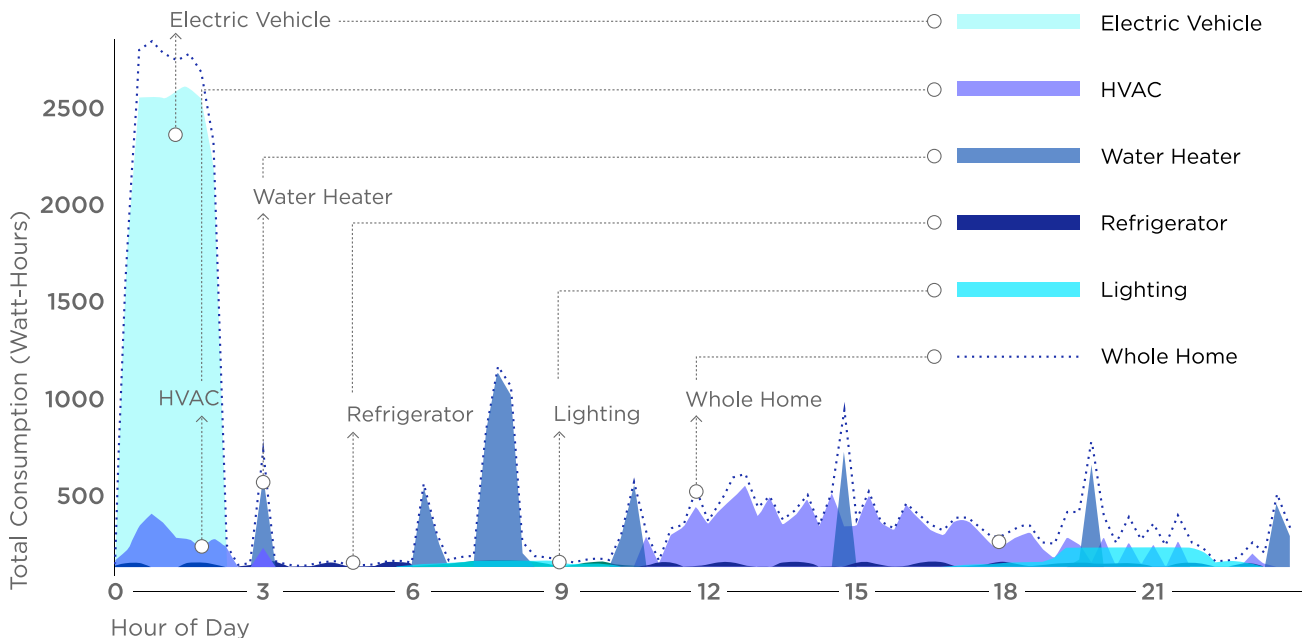 Electric Vehicle
Electric Vehicle
HVAC
2500
Water Heater
Water Heater
2000
Refrigerator
1500
Lighting
Whole Home
1000
HVAC
Refrigerator
Lighting
Whole Home
500
Total Consumption (Watt-Hours)
0 3 6 9 12 15 18 21
Hour of Day